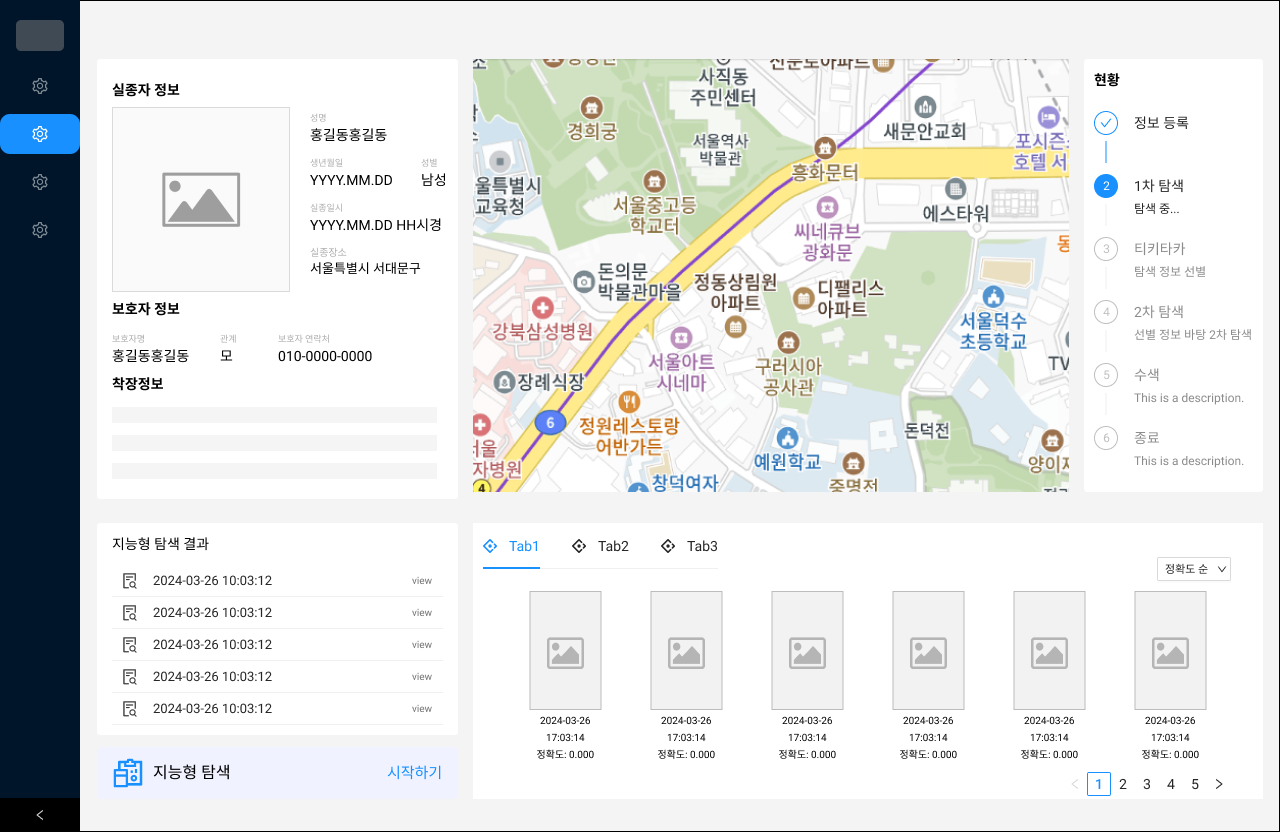 실종자 정보
성명
홍길동홍길동
생년월일
성별
YYYY.MM.DD
남성
실종일시
YYYY.MM.DD HH시경
실종장소
서울특별시 서대문구
보호자 정보
보호자명
관계
보호자 연락처
홍길동홍길동
모
010-0000-0000
착장정보
사직동
주민센터
경희궁
서울역사
박물관
새문안교회
흥화문터
포시즌스
호텔 서
울특별시
교육청
서울중고등
학교터
에스타워
씨네큐브
광화문
돈의문
박물관마을
정동상림원
아파트
디팰리스
아파트
강북삼성병원
서울덕수
초등학교
서울아트
시네마
구러시아
공사관
TV
장례식장
6
정원레스토랑
어반가든
돈덕전
서울
자병원
예원학교
양이재
중명전
창덕여자
4
현황
정보 등록
2
1차 탐색
탐색 중...
3
티키타카
탐색 정보 선별
4
2차 탐색
선별 정보 바탕 2차 탐색
5
수색
This is a description.
6
종료
This is a description.
지능형 탐색 결과
2024-03-26 10:03:12 view
2024-03-26 10:03:12 view
2024-03-26 10:03:12 view
2024-03-26 10:03:12 view
2024-03-26 10:03:12 view
지능형 탐색
시작하기
Tab1 Tab2 Tab3
정확도 순
2024-03-26
17:03:14
정확도: 0.000
2024-03-26
17:03:14
정확도: 0.000
2024-03-26
17:03:14
정확도: 0.000
2024-03-26
17:03:14
정확도: 0.000
2024-03-26
17:03:14
정확도: 0.000
2024-03-26
17:03:14
정확도: 0.000
< 1 2 3 4 5 >